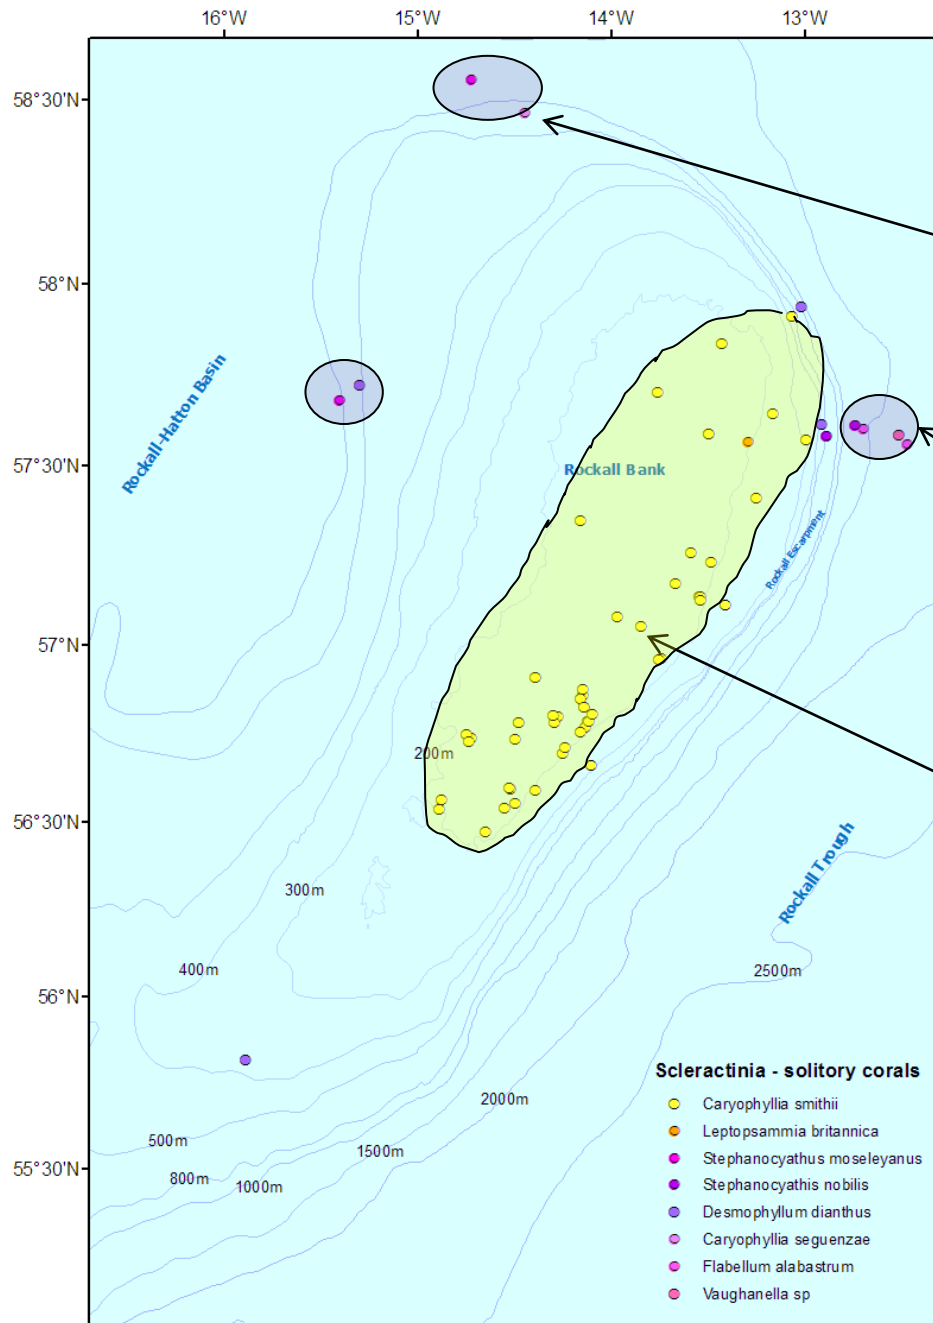 16°W 15°W 14°W 13°W
58°30'N
58°N
Rockall-Hatton Basin
57°30'N
Rockall Bank
Rockall Escarpment
57°N
200m
56°30'N
Rockall Trough
300m
400m
2500m
56°N
Scleractinia - solitory corals
Caryophyllia smithii
2000m
Leptopsammia britannica
500m
1500m
Stephanocyathus moseleyanus
55°30'N
800m
1000m
Stephanocyathis nobilis
Desmophyllum dianthus
Caryophyllia seguenzae
Flabellum alabastrum
Vaughanella sp